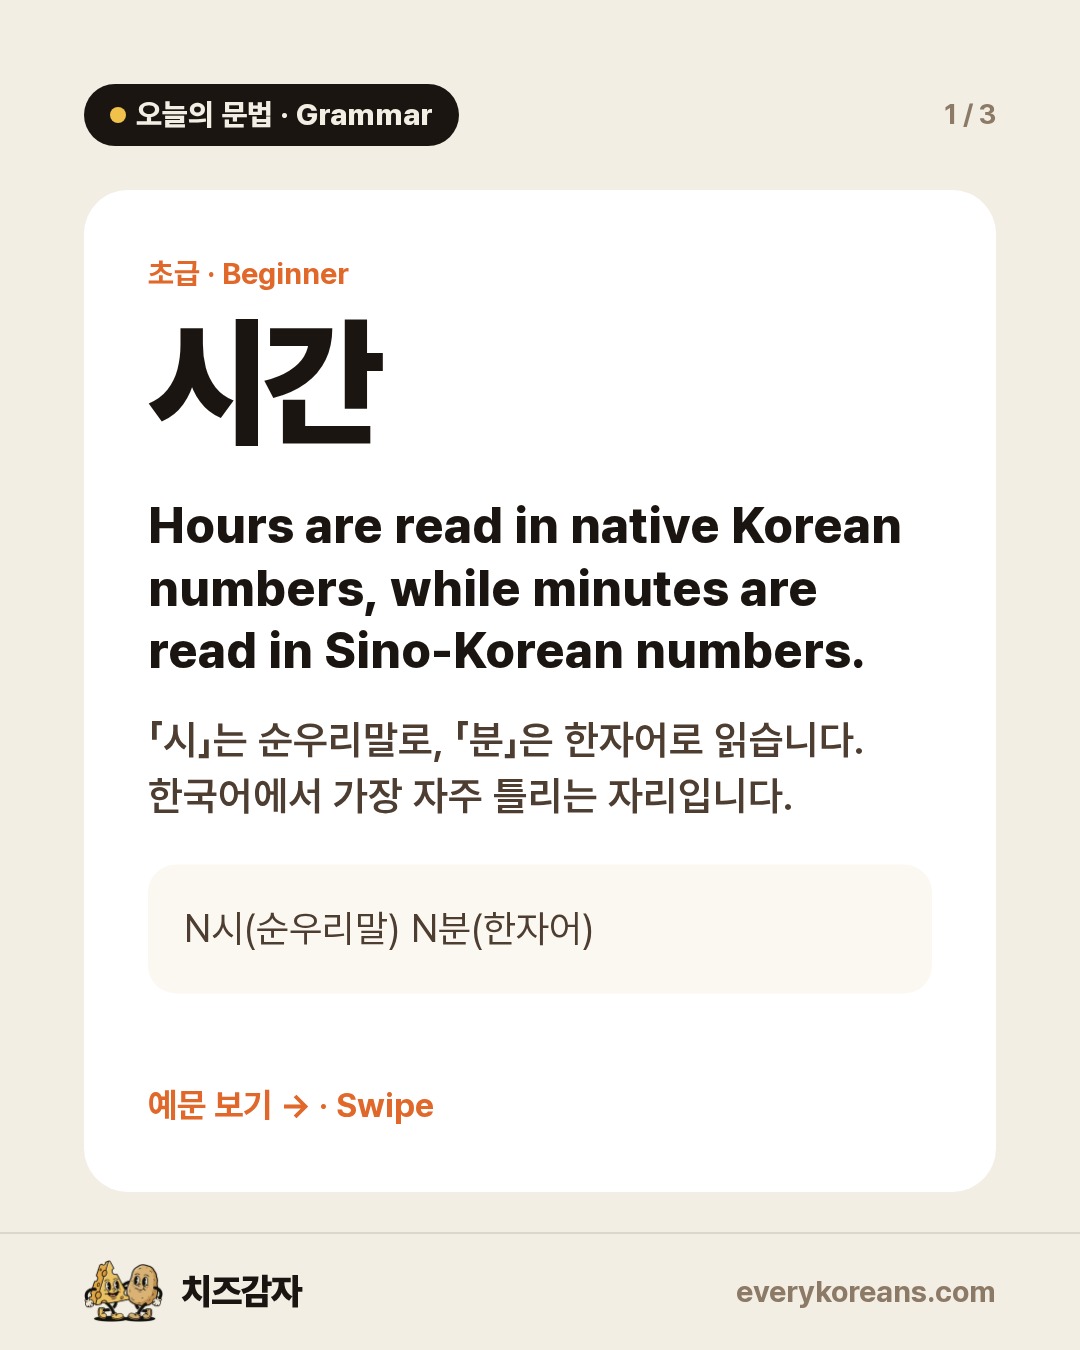 오늘의 문법 · Grammar
1 / 3
초급 · Beginner
시간
Hours are read in native Korean
numbers, while minutes are
read in Sino-Korean numbers.
「시」는 순우리말로, 「분」은 한자어로 읽습니다.
한국어에서 가장 자주 틀리는 자리입니다.
N시(순우리말) N분(한자어)
예문 보기 → · Swipe
치즈감자
everykoreans.com